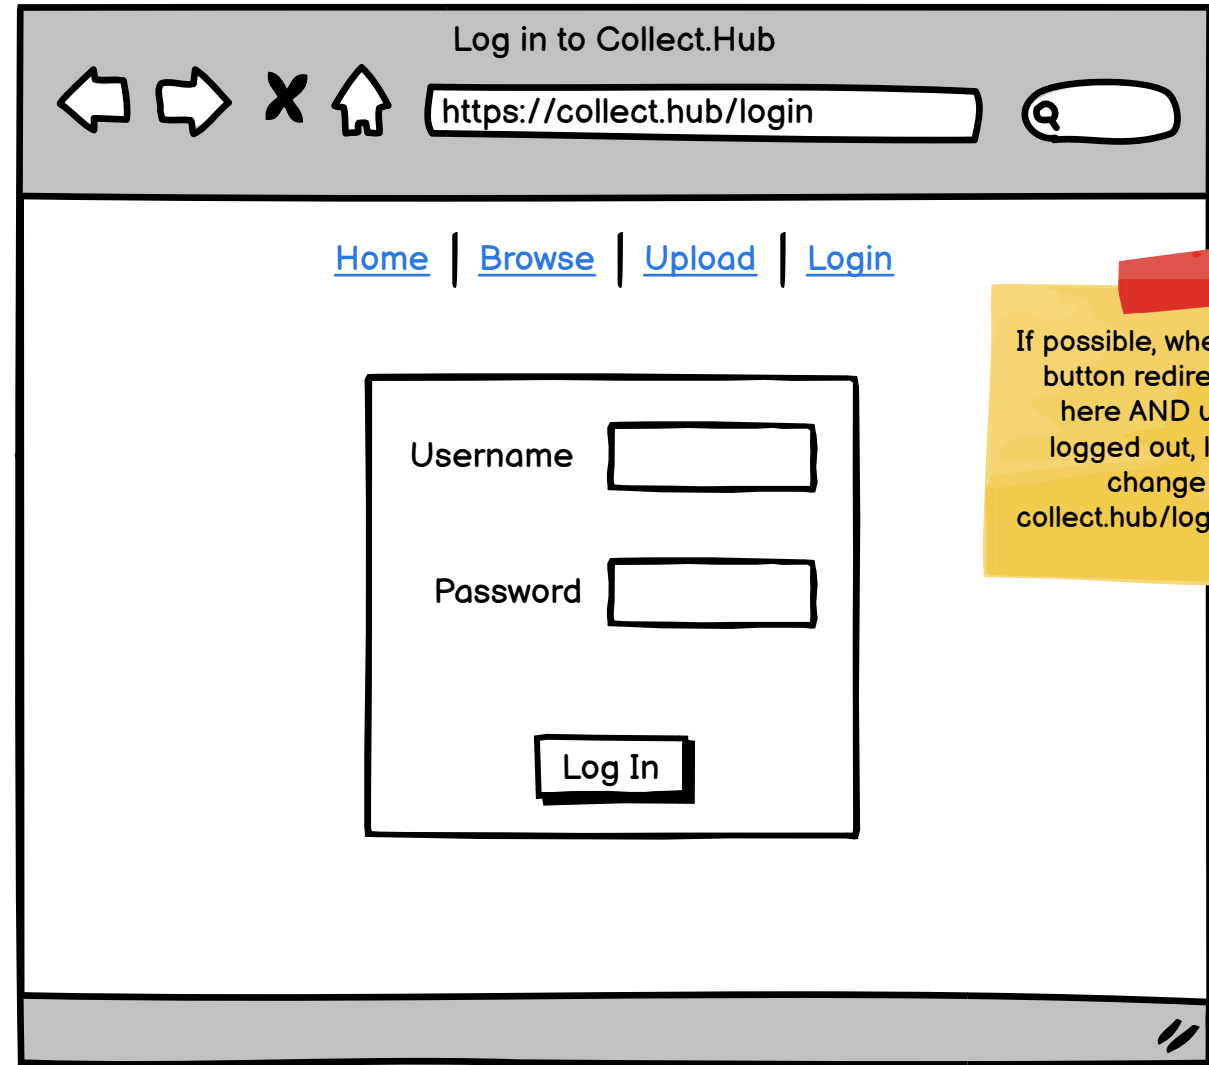 Log in to Collect.Hub
https://collect.hub/login
Home Browse Upload Login
If possible,
button
here AND
logged out,
change
Username
Password
Log In